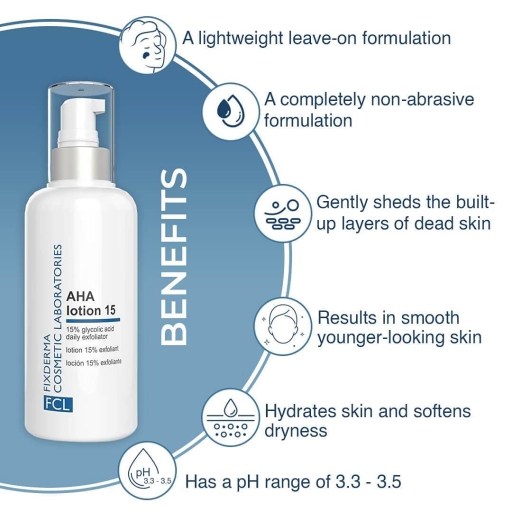 A lightweight leave-on formulation
A completely non-abrasive
formulation
Gently sheds the built-
up layers of dead skin
Results in smooth
younger-looking skin
Hydrates skin and softens
dryness
pH
3.3 - 3.5
Has a pH range of 3.3 - 3.5
BENEFITS
AHA
lotion 15
15% glycolic acid
daily exfoliator
lotion 15% exfoliant
loción 15% exfoliante
FIXDERMA
COSMETIC LABORATORIES
FCL